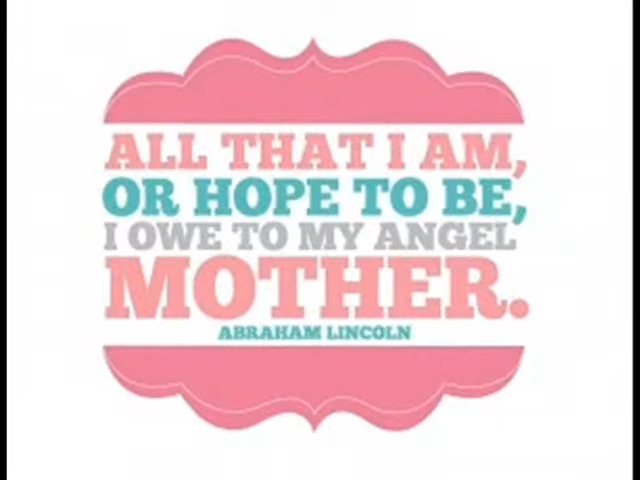 ALL THAT I AM,
OR HOPE TO BE,
I OWE TO MY ANGEL
MOTHER.
ABRAHAM LINCOLN